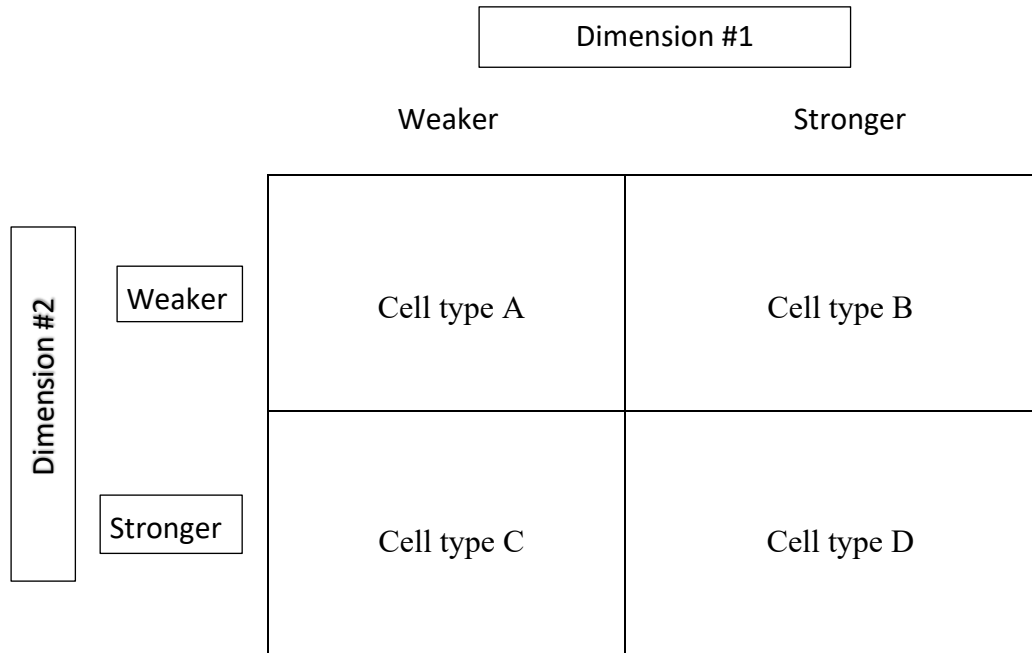 Dimension #1
Weaker Stronger
Dimension #2
Weaker
Cell type A Cell type B
Stronger
Cell type C Cell type D